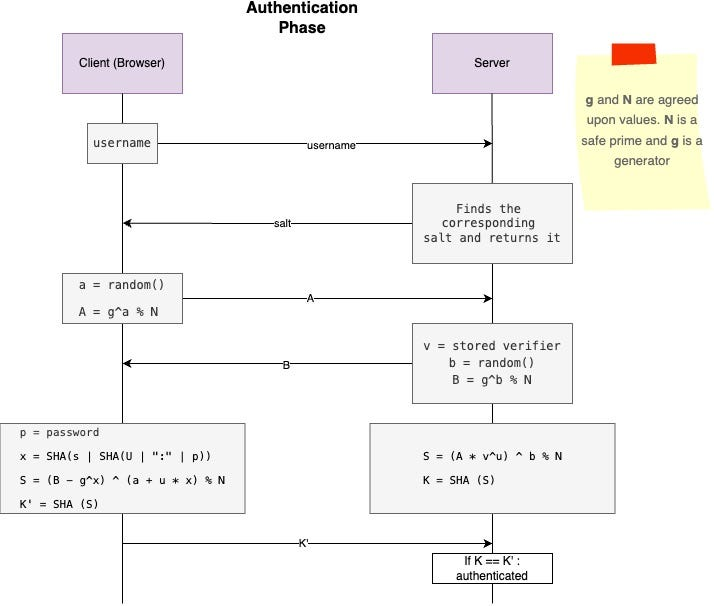 Authentication
Phase
Client (Browser)
Server
g and N are agreed
upon values. N is a
safe prime and g is a
generator
username
username
Finds the
corresponding
salt and returns it
salt
a = random()
A = g^a % N
A
v = stored verifier
b = random()
B = g^b % N
B
p = password
x = SHA(s | SHA(U | ":" | p))
S = (B − g^x) ^ (a + u * x) % N
K' = SHA (S)
S = (A * v^u) ^ b % N
K = SHA (S)
K'
If K == K' :
authenticated